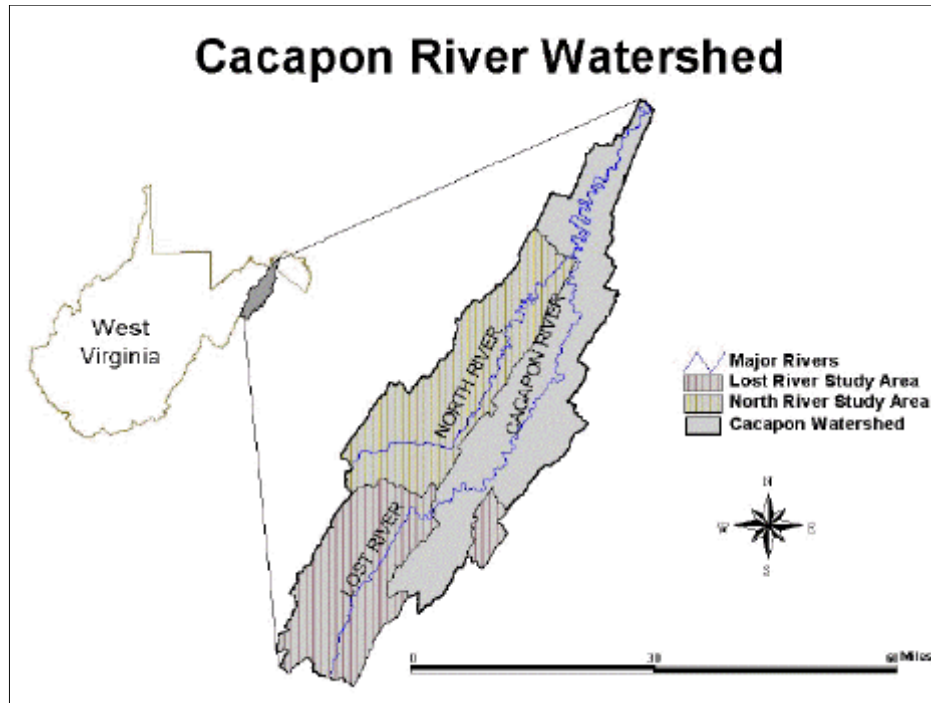 Cacapon River Watershed
West
Virginia
NORTH RIVER
CACAPON RIVER
LOST RIVER
Major Rivers
Lost River Study Area
North River Study Area
Cacapon Watershed
N
W
E
S
0
30
60 Miles